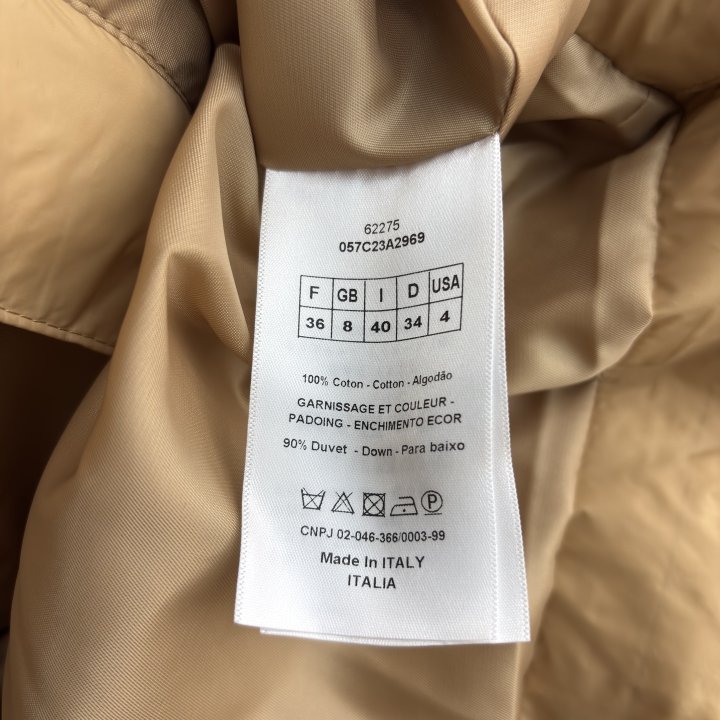 62275
057C23A2969
F GB I D USA
36 8 40 34 4
100% Coton - Cotton - Algodão
GARNISSAGE ET COULEUR -
PADOING - ENCHIMENTO ECOR
90% Duvet - Down - Para baixo
P
CNPJ 02-046-366/0003-99
Made In ITALY
ITALIA